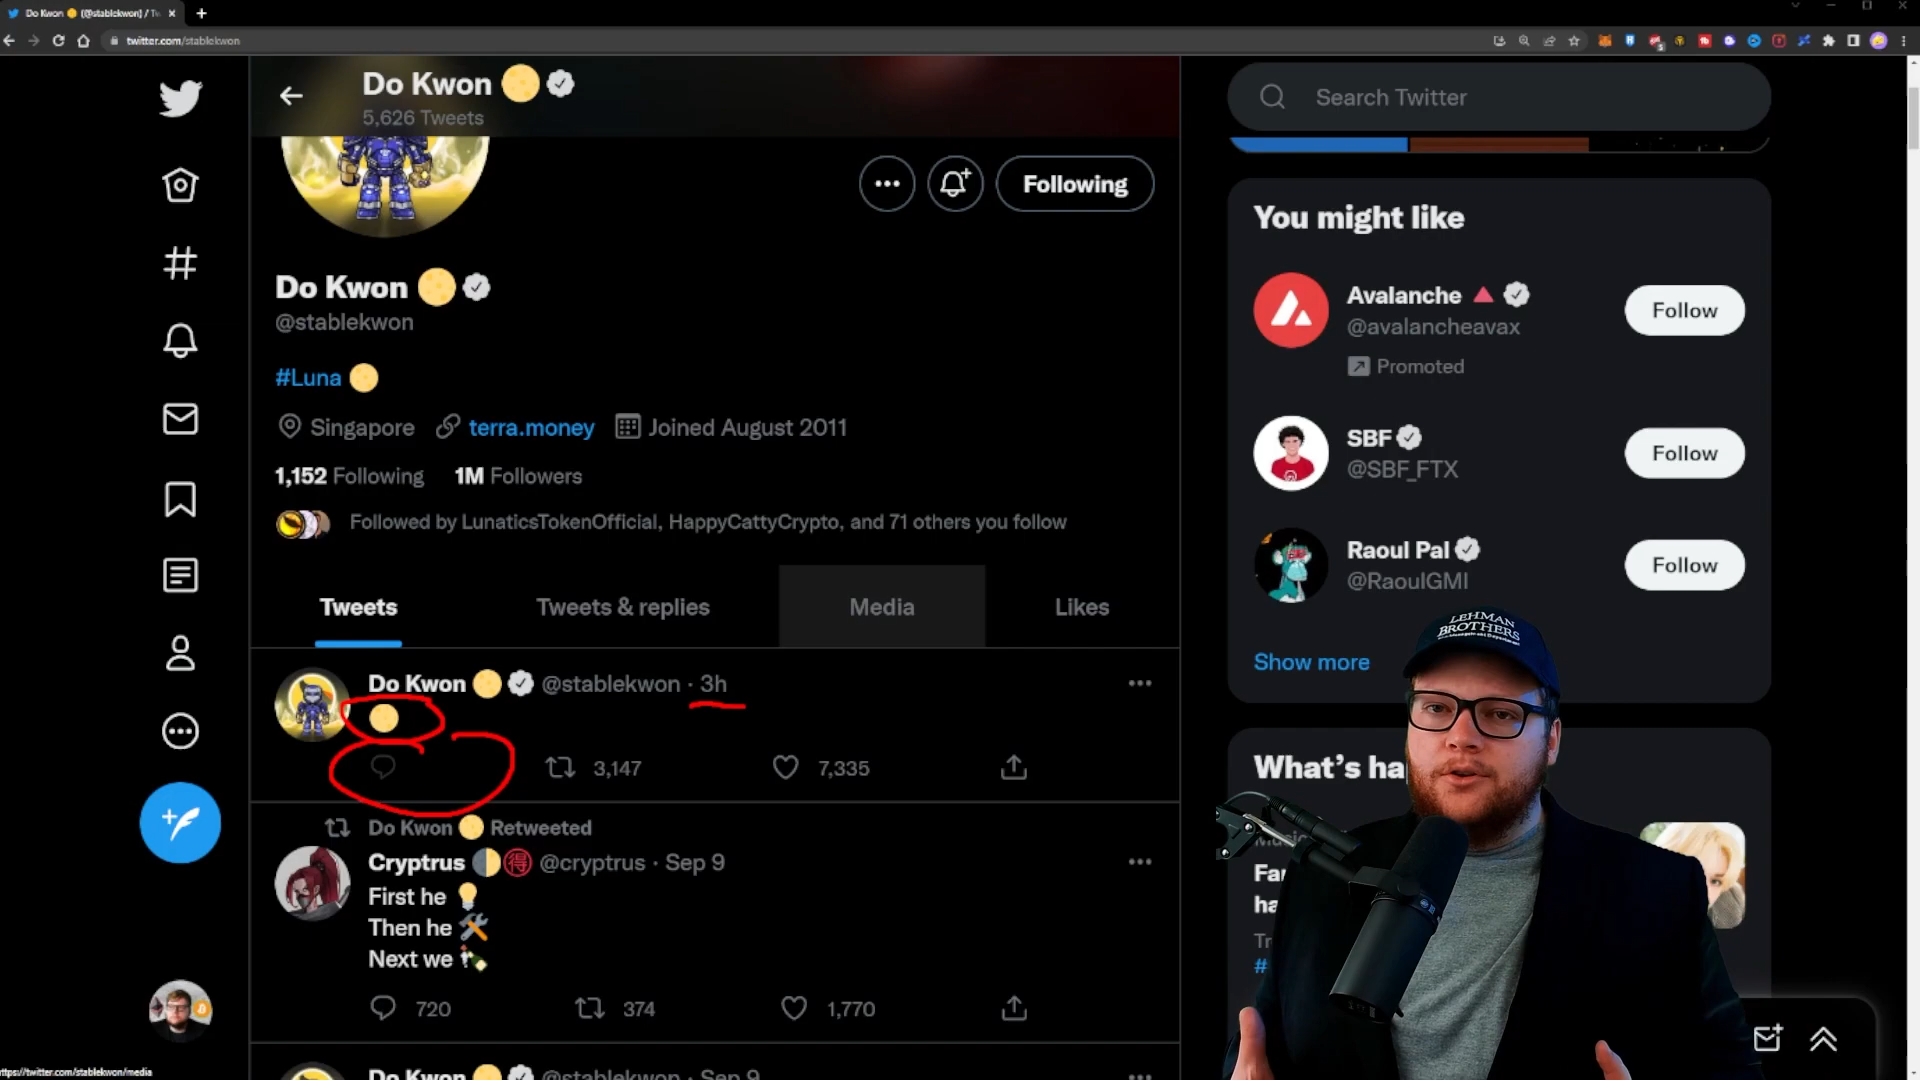 Do Kwon 🌕 (@stablekwon) / Tw
twitter.com/stablekwon
Do Kwon 🌕
5,626 Tweets
Following
Do Kwon 🌕
@stablekwon
#Luna 🌕
Singapore terra.money Joined August 2011
1,152 Following 1M Followers
Followed by LunaticsTokenOfficial, HappyCattyCrypto, and 71 others you follow
Tweets Tweets & replies Media Likes
Do Kwon 🌕 @stablekwon · 3h
🌕
3,147 7,335
Do Kwon 🌕 Retweeted
Cryptrus 🌓🉐 @cryptrus · Sep 9
First he 💡
Then he 🛠
Next we 🍾
720 374 1,770
Do Kwon 🌕 @stablekwon · Sep 9
https://twitter.com/stablekwon/media
Search Twitter
You might like
Avalanche 🔺
@avalancheavax
Promoted
Follow
SBF
@SBF_FTX
Follow
Raoul Pal
@RaoulGMI
Follow
Show more
LEHMAN
BROTHERS
What's ha
Fa
ha
Tr
#